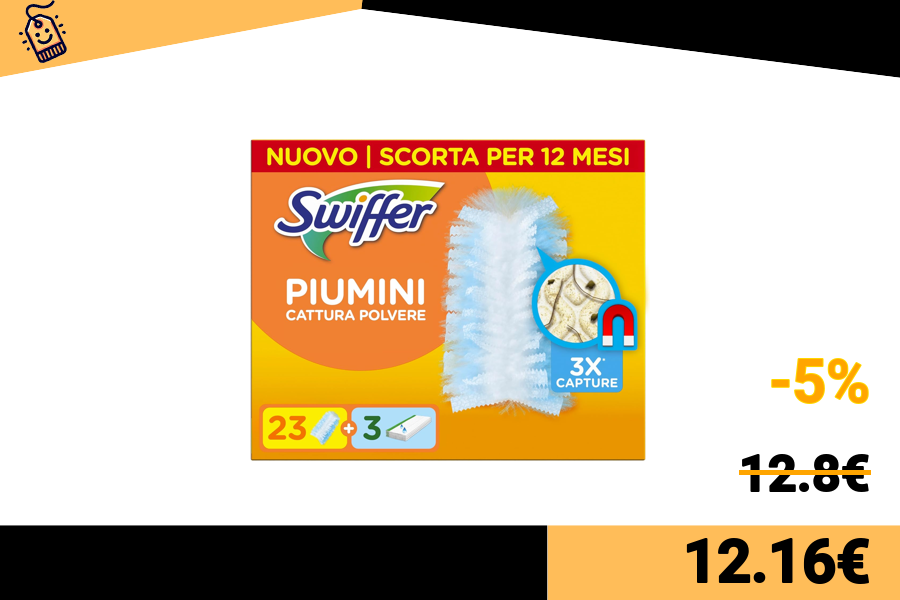 NUOVO | SCORTA PER 12 MESI
Swiffer
PIUMINI
CATTURA POLVERE
3X*
CAPTURE
23 + 3
-5%
12.8€
12.16€